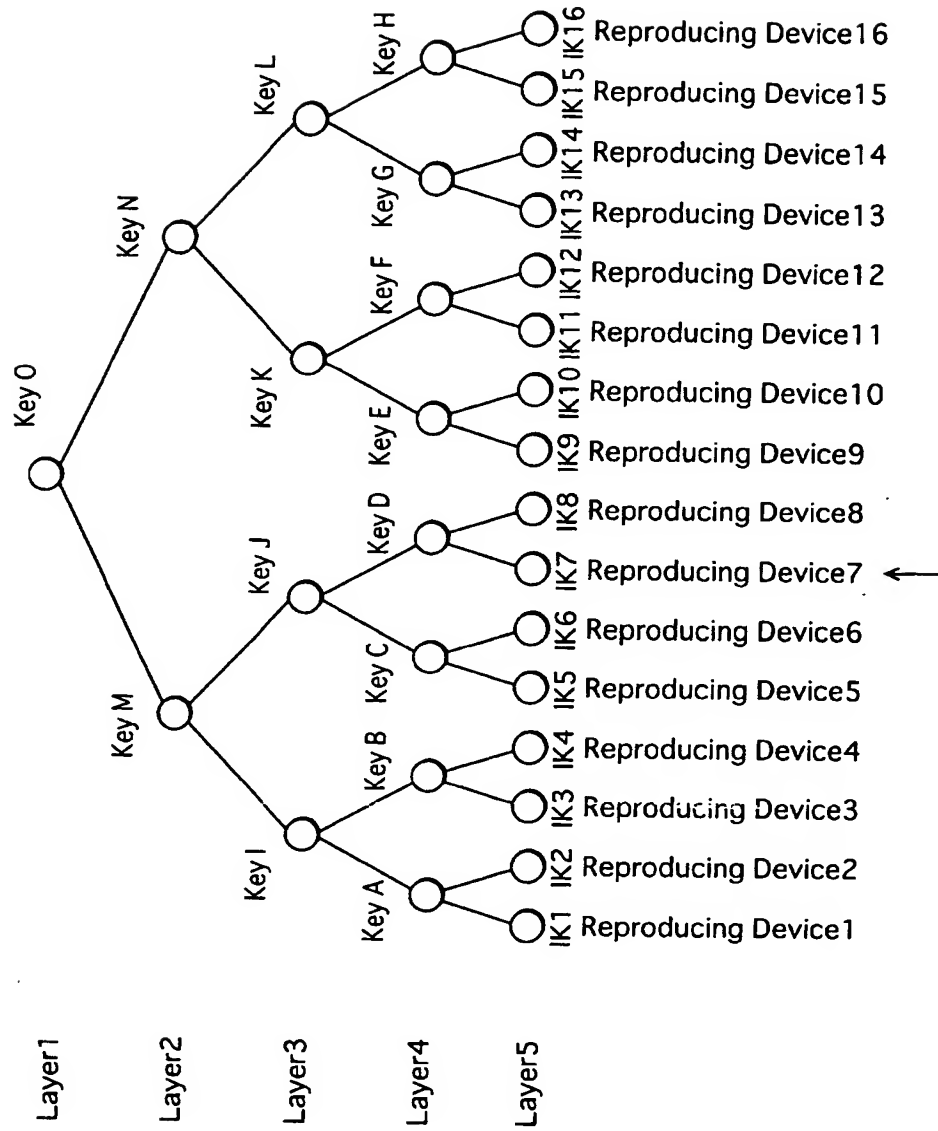 Layer1
Key O
Layer2
Key M
Key N
Layer3
Key I
Key J
Key K
Key L
Layer4
Key A
Key B
Key C
Key D
Key E
Key F
Key G
Key H
Layer5
IK1
IK2
IK3
IK4
IK5
IK6
IK7
IK8
IK9
IK10
IK11
IK12
IK13
IK14
IK15
IK16
Reproducing Device1
Reproducing Device2
Reproducing Device3
Reproducing Device4
Reproducing Device5
Reproducing Device6
Reproducing Device7
Reproducing Device8
Reproducing Device9
Reproducing Device10
Reproducing Device11
Reproducing Device12
Reproducing Device13
Reproducing Device14
Reproducing Device15
Reproducing Device16